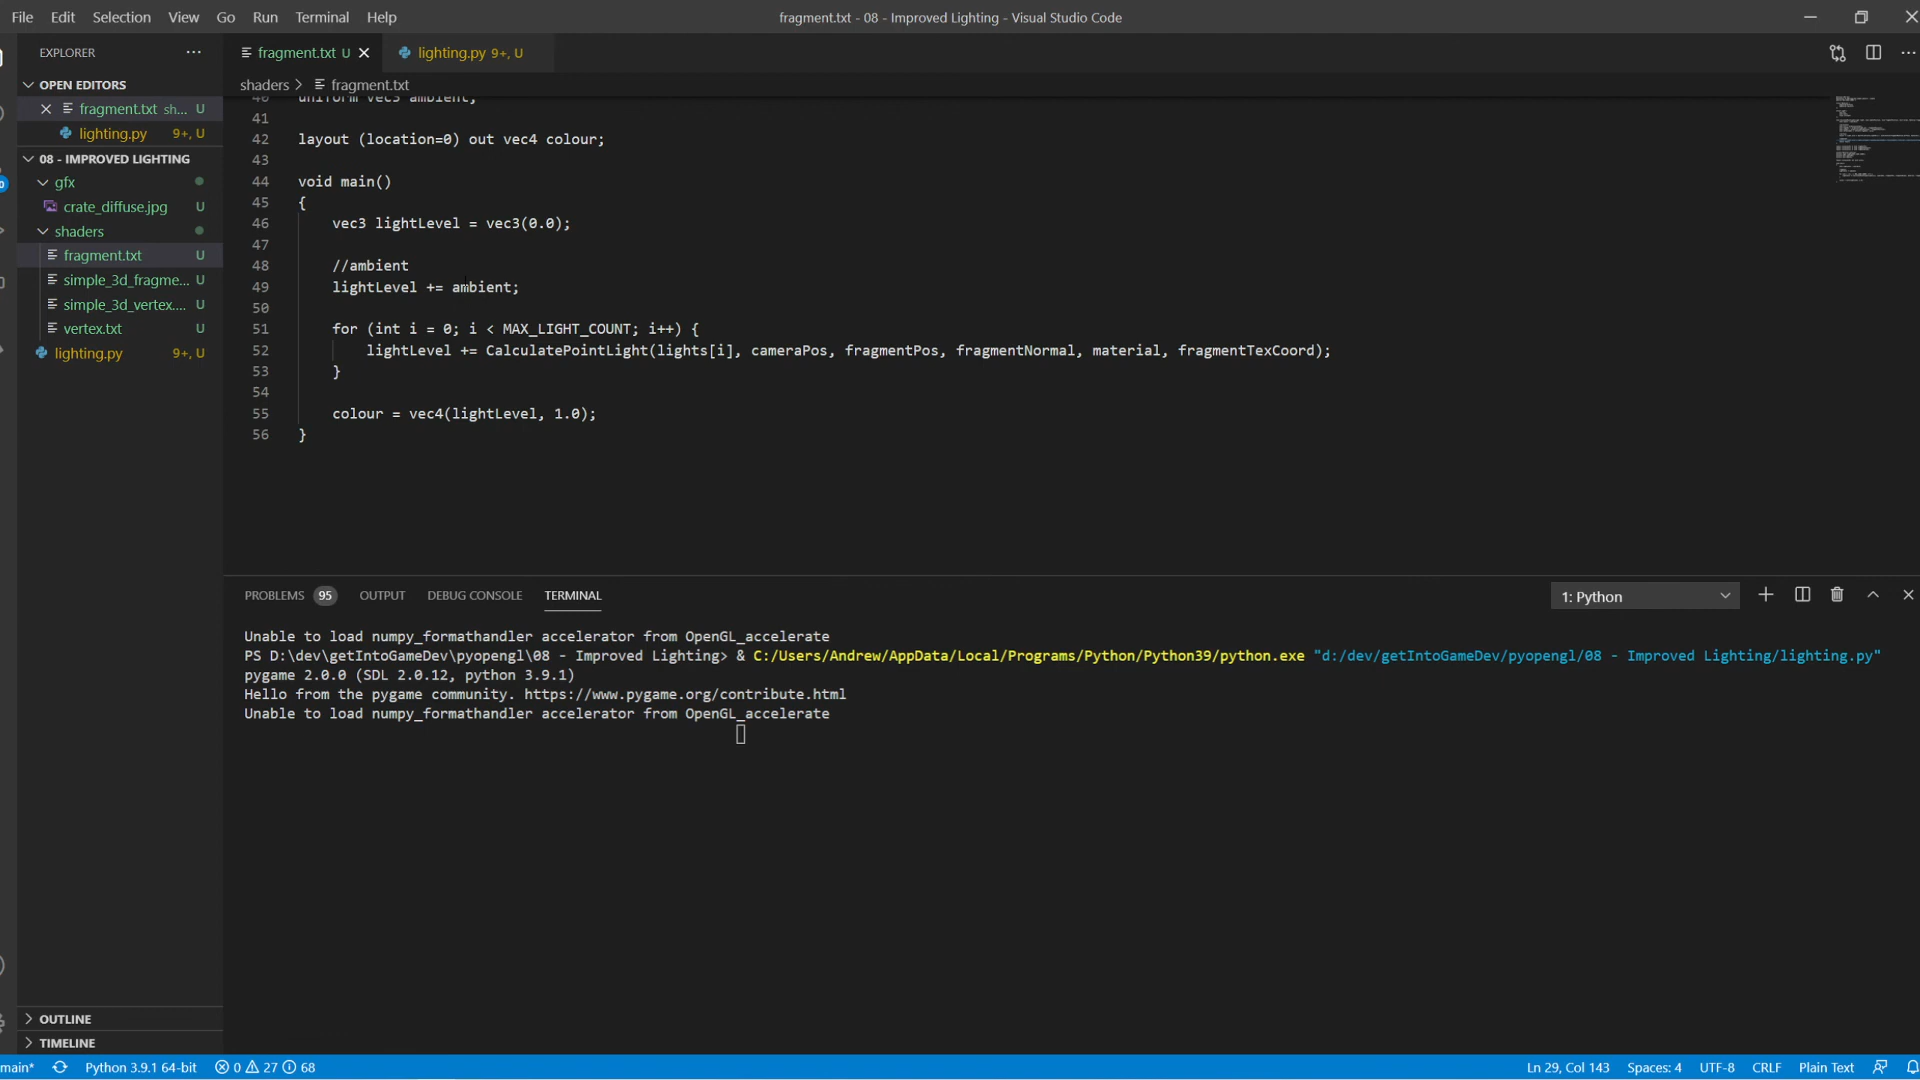 File Edit Selection View Go Run Terminal Help
fragment.txt - 08 - Improved Lighting - Visual Studio Code
EXPLORER
fragment.txt U
lighting.py 9+, U
OPEN EDITORS
shaders > fragment.txt
fragment.txt sh... U
lighting.py 9+, U
08 - IMPROVED LIGHTING
gfx
crate_diffuse.jpg U
shaders
fragment.txt U
simple_3d_fragme... U
simple_3d_vertex.... U
vertex.txt U
lighting.py 9+, U
40 uniform vec3 ambient;
41
42 layout (location=0) out vec4 colour;
43
44 void main()
45 {
46 vec3 lightLevel = vec3(0.0);
47
48 //ambient
49 lightLevel += ambient;
50
51 for (int i = 0; i < MAX_LIGHT_COUNT; i++) {
52 lightLevel += CalculatePointLight(lights[i], cameraPos, fragmentPos, fragmentNormal, material, fragmentTexCoord);
53 }
54
55 colour = vec4(lightLevel, 1.0);
56 }
PROBLEMS 95 OUTPUT DEBUG CONSOLE TERMINAL
1: Python
Unable to load numpy_formathandler accelerator from OpenGL_accelerate
PS D:\dev\getIntoGameDev\pyopengl\08 - Improved Lighting> & C:/Users/Andrew/AppData/Local/Programs/Python/Python39/python.exe "d:/dev/getIntoGameDev/pyopengl/08 - Improved Lighting/lighting.py"
pygame 2.0.0 (SDL 2.0.12, python 3.9.1)
Hello from the pygame community. https://www.pygame.org/contribute.html
Unable to load numpy_formathandler accelerator from OpenGL_accelerate
OUTLINE
TIMELINE
main* Python 3.9.1 64-bit 0 27 68
Ln 29, Col 143 Spaces: 4 UTF-8 CRLF Plain Text